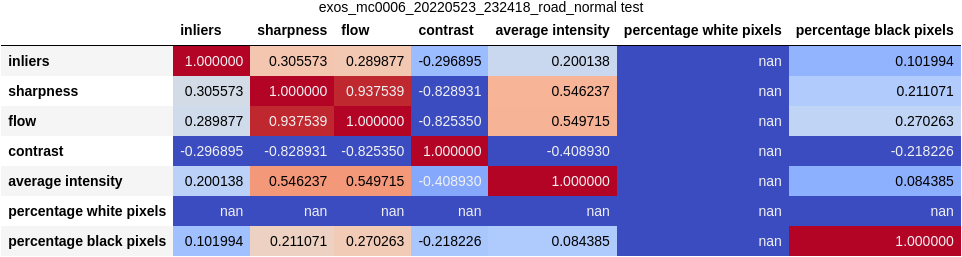 exos_mc0006_20220523_232418_road_normal test
inliers sharpness flow contrast average intensity percentage white pixels percentage black pixels
inliers 1.000000 0.305573 0.289877 -0.296895 0.200138 nan 0.101994
sharpness 0.305573 1.000000 0.937539 -0.828931 0.546237 nan 0.211071
flow 0.289877 0.937539 1.000000 -0.825350 0.549715 nan 0.270263
contrast -0.296895 -0.828931 -0.825350 1.000000 -0.408930 nan -0.218226
average intensity 0.200138 0.546237 0.549715 -0.408930 1.000000 nan 0.084385
percentage white pixels nan nan nan nan nan nan nan
percentage black pixels 0.101994 0.211071 0.270263 -0.218226 0.084385 nan 1.000000